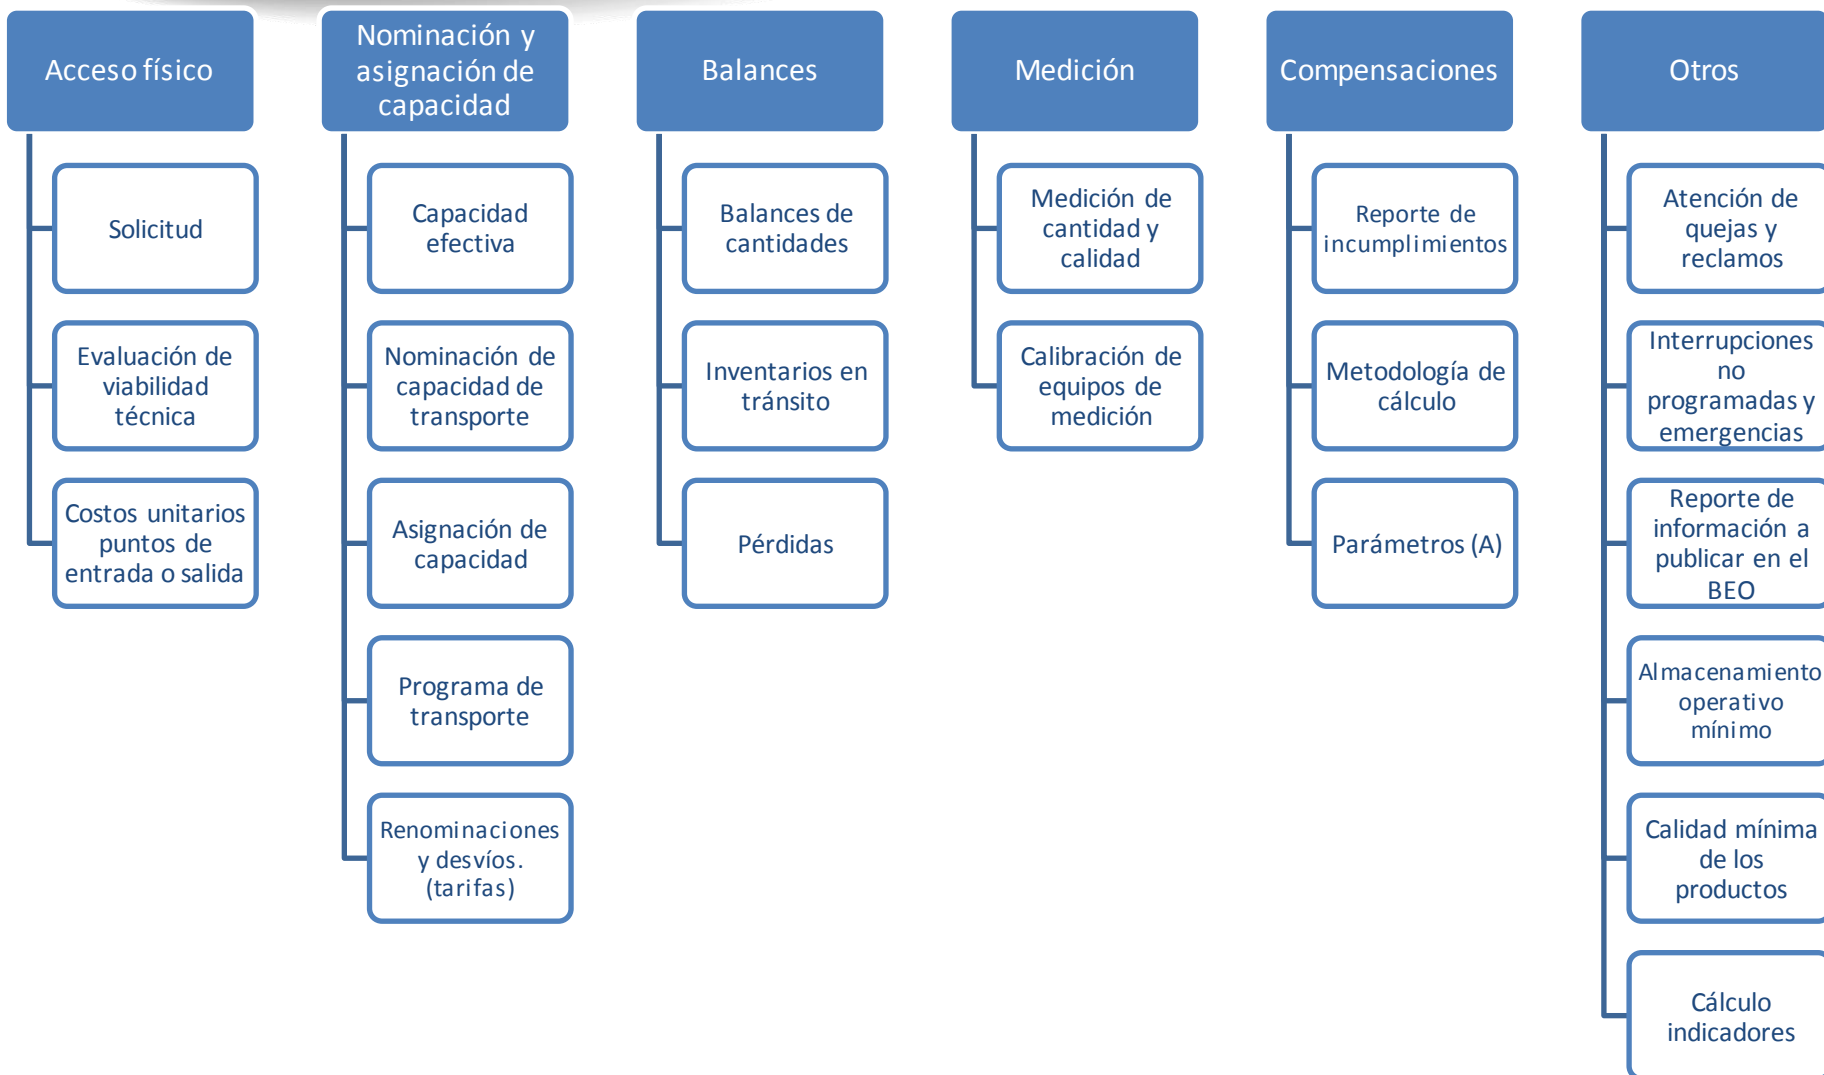 Acceso físico
Solicitud
Evaluación de
viabilidad
técnica
Costos unitarios
puntos de
entrada o salida
Nominación y
asignación de
capacidad
Capacidad
efectiva
Nominación de
capacidad de
transporte
Asignación de
capacidad
Programa de
transporte
Renominaciones
y desvíos.
(tarifas)
Balances
Balances de
cantidades
Inventarios en
tránsito
Pérdidas
Medición
Medición de
cantidad y
calidad
Calibración de
equipos de
medición
Compensaciones
Reporte de
incumplimientos
Metodología de
cálculo
Parámetros (A)
Otros
Atención de
quejas y
reclamos
Interrupciones
no
programadas y
emergencias
Reporte de
información a
publicar en el
BEO
Almacenamiento
operativo
mínimo
Calidad mínima
de los
productos
Cálculo
indicadores